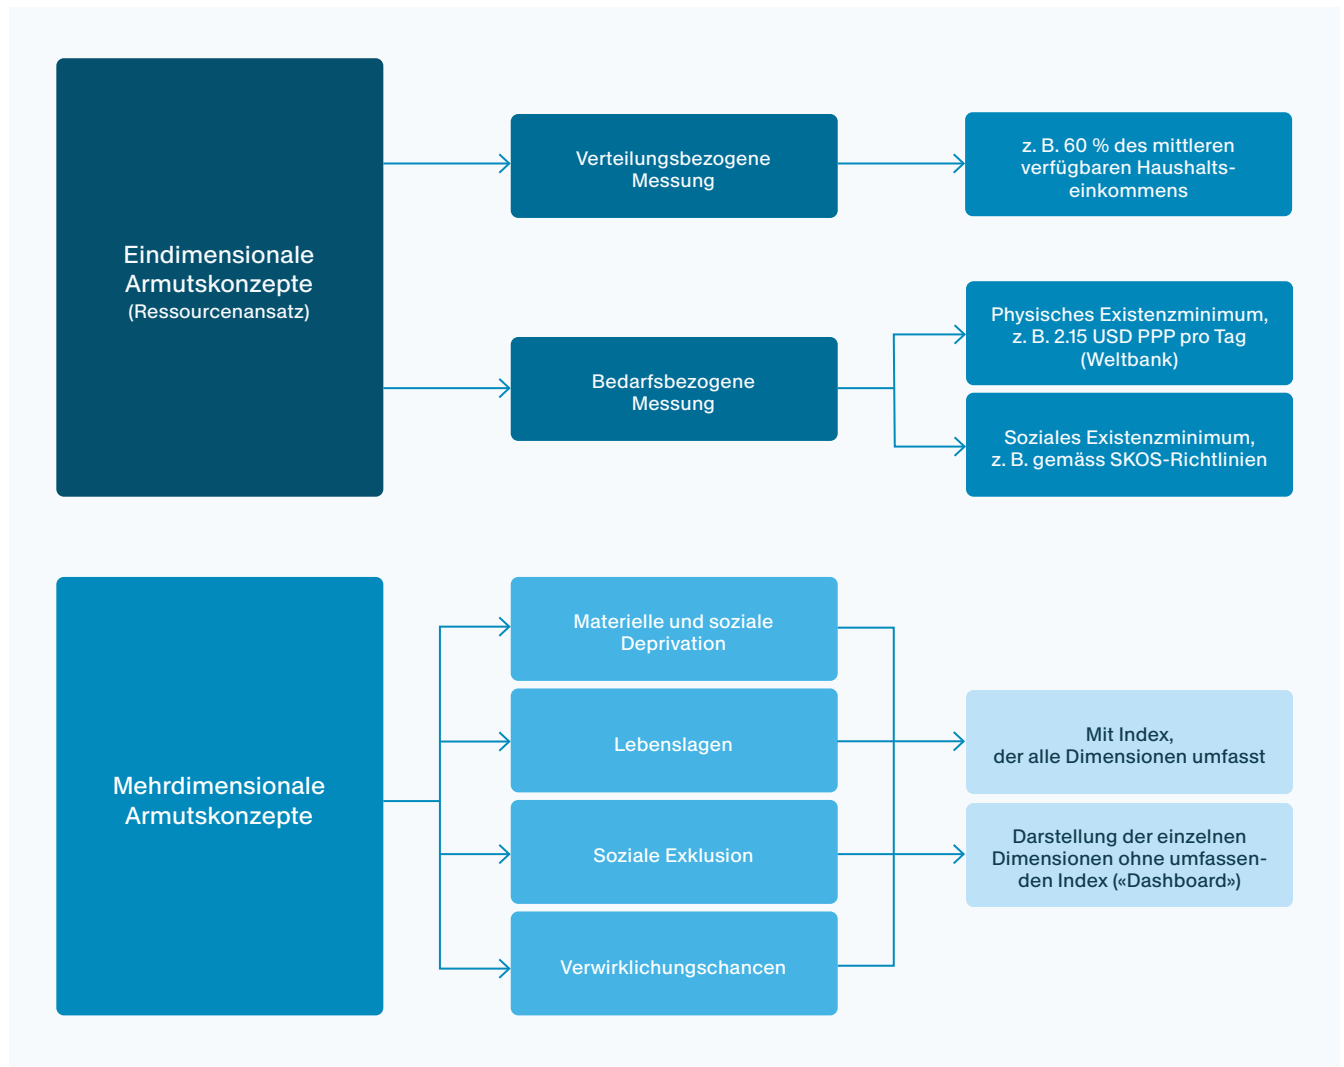 Eindimensionale
Armutskonzepte
(Ressourcenansatz)
Verteilungsbezogene
Messung
z. B. 60 % des mittleren
verfügbaren Haushalts-
einkommens
Bedarfsbezogene
Messung
Physisches Existenzminimum,
z. B. 2.15 USD PPP pro Tag
(Weltbank)
Soziales Existenzminimum,
z. B. gemäss SKOS-Richtlinien
Mehrdimensionale
Armutskonzepte
Materielle und soziale
Deprivation
Lebenslagen
Soziale Exklusion
Verwirklichungschancen
Mit Index,
der alle Dimensionen umfasst
Darstellung der einzelnen
Dimensionen ohne umfassen-
den Index («Dashboard»)